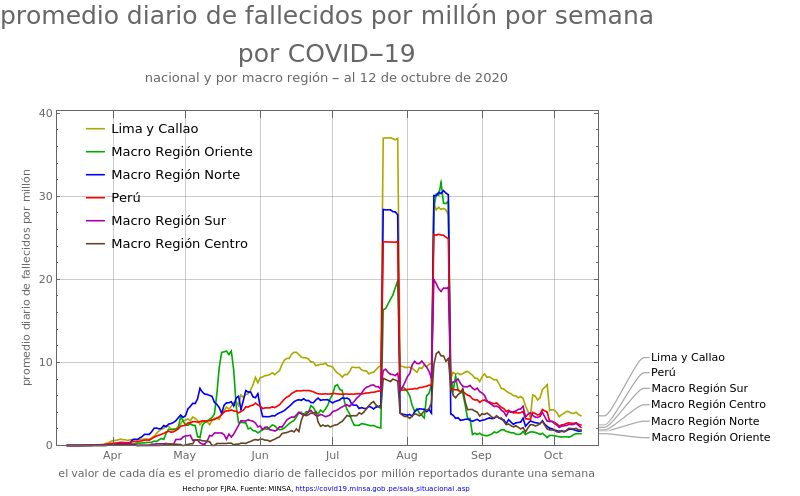 promedio diario de fallecidos por millón por semana
por COVID−19
nacional y por macro región − al 12 de octubre de 2020
promedio diario de fallecidos por millón
40
30
20
10
0
Lima y Callao
Macro Región Oriente
Macro Región Norte
Perú
Macro Región Sur
Macro Región Centro
Lima y Callao
Perú
Macro Región Sur
Macro Región Centro
Macro Región Norte
Macro Región Oriente
Apr May Jun Jul Aug Sep Oct
el valor de cada día es el promedio diario de fallecidos por millón reportados durante una semana
Hecho por FJRA. Fuente: MINSA, https://covid19.minsa.gob.pe/sala_situacional.asp